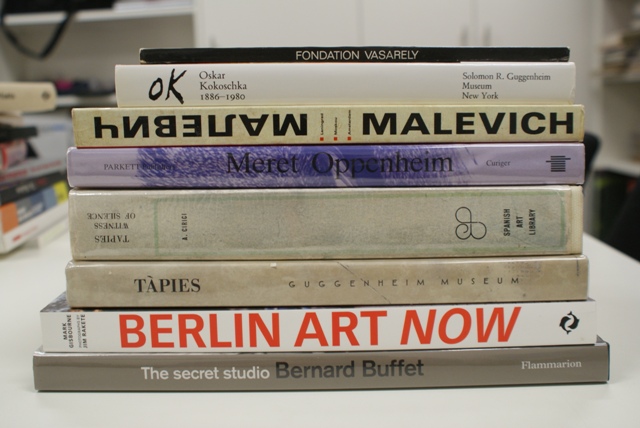 FONDATION VASARELY
OK
Oskar
Kokoschka
1886–1980
Solomon R. Guggenheim
Museum
New York
МАЛЕВИЧ
MALEVICH
PARKETT
Meret Oppenheim
Curiger
TAPIES
WITNESS
OF SILENCE
A. CIRICI
SPANISH
ART
LIBRARY
TÀPIES
GUGGENHEIM MUSEUM
MARK
GISBOURNE
JIM RAKETE
BERLIN ART NOW
The secret studio Bernard Buffet
Flammarion